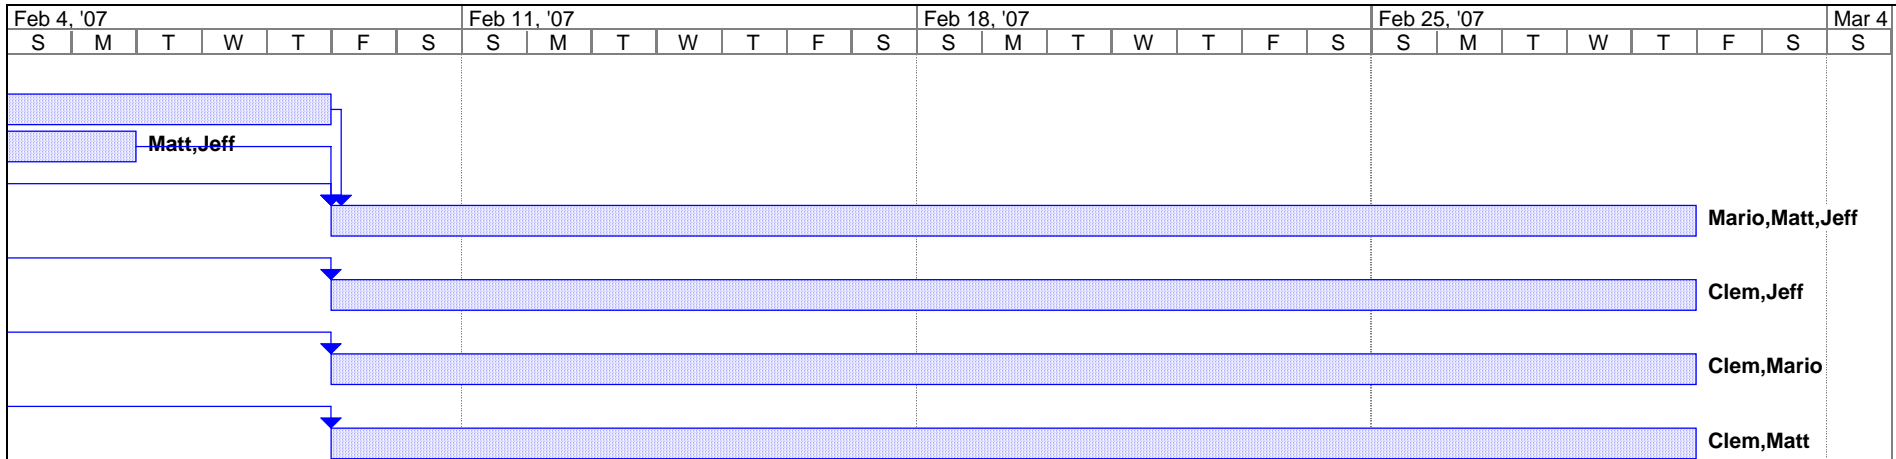 Feb 4, '07 Feb 11, '07 Feb 18, '07 Feb 25, '07 Mar 4
S M T W T F S S M T W T F S S M T W T F S S M T W T F S S
Matt,Jeff
Mario,Matt,Jeff
Clem,Jeff
Clem,Mario
Clem,Matt